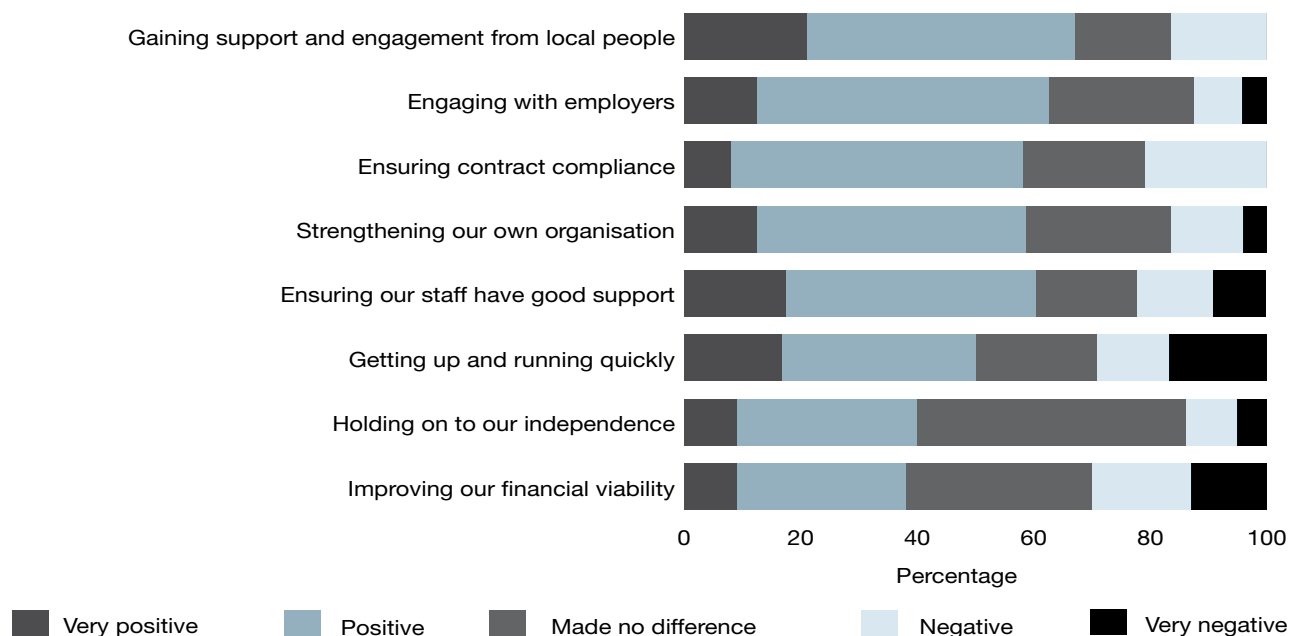 Gaining support and engagement from local people
Engaging with employers
Ensuring contract compliance
Strengthening our own organisation
Ensuring our staff have good support
Getting up and running quickly
Holding on to our independence
Improving our financial viability
0 20 40 60 80 100
Percentage
Very positive Positive Made no difference Negative Very negative